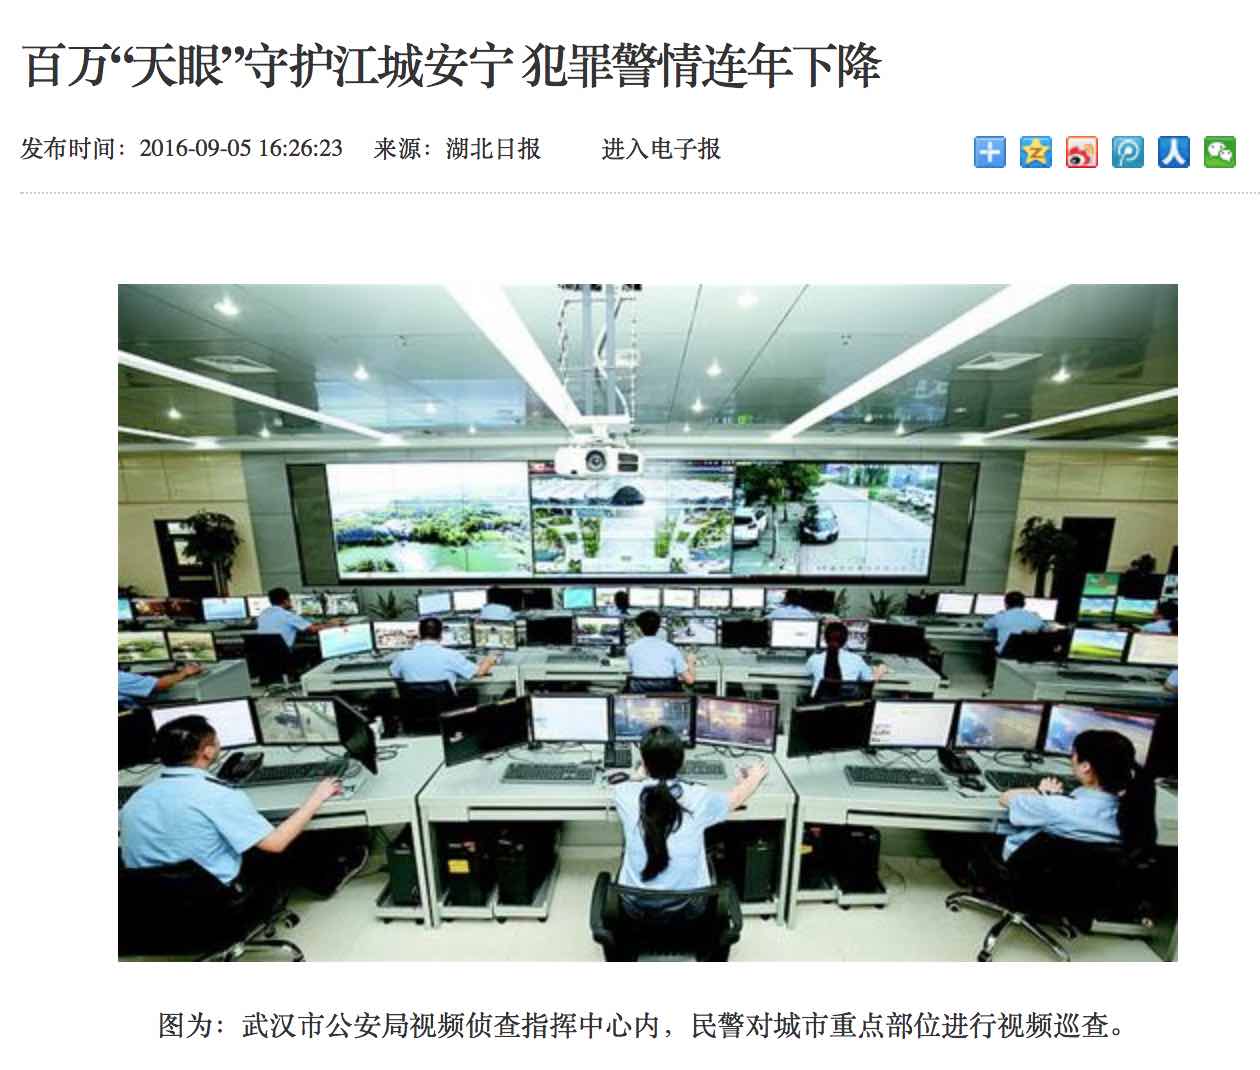 百万“天眼”守护江城安宁 犯罪警情连年下降
发布时间：2016-09-05 16:26:23 来源：湖北日报 进入电子报
图为：武汉市公安局视频侦查指挥中心内，民警对城市重点部位进行视频巡查。